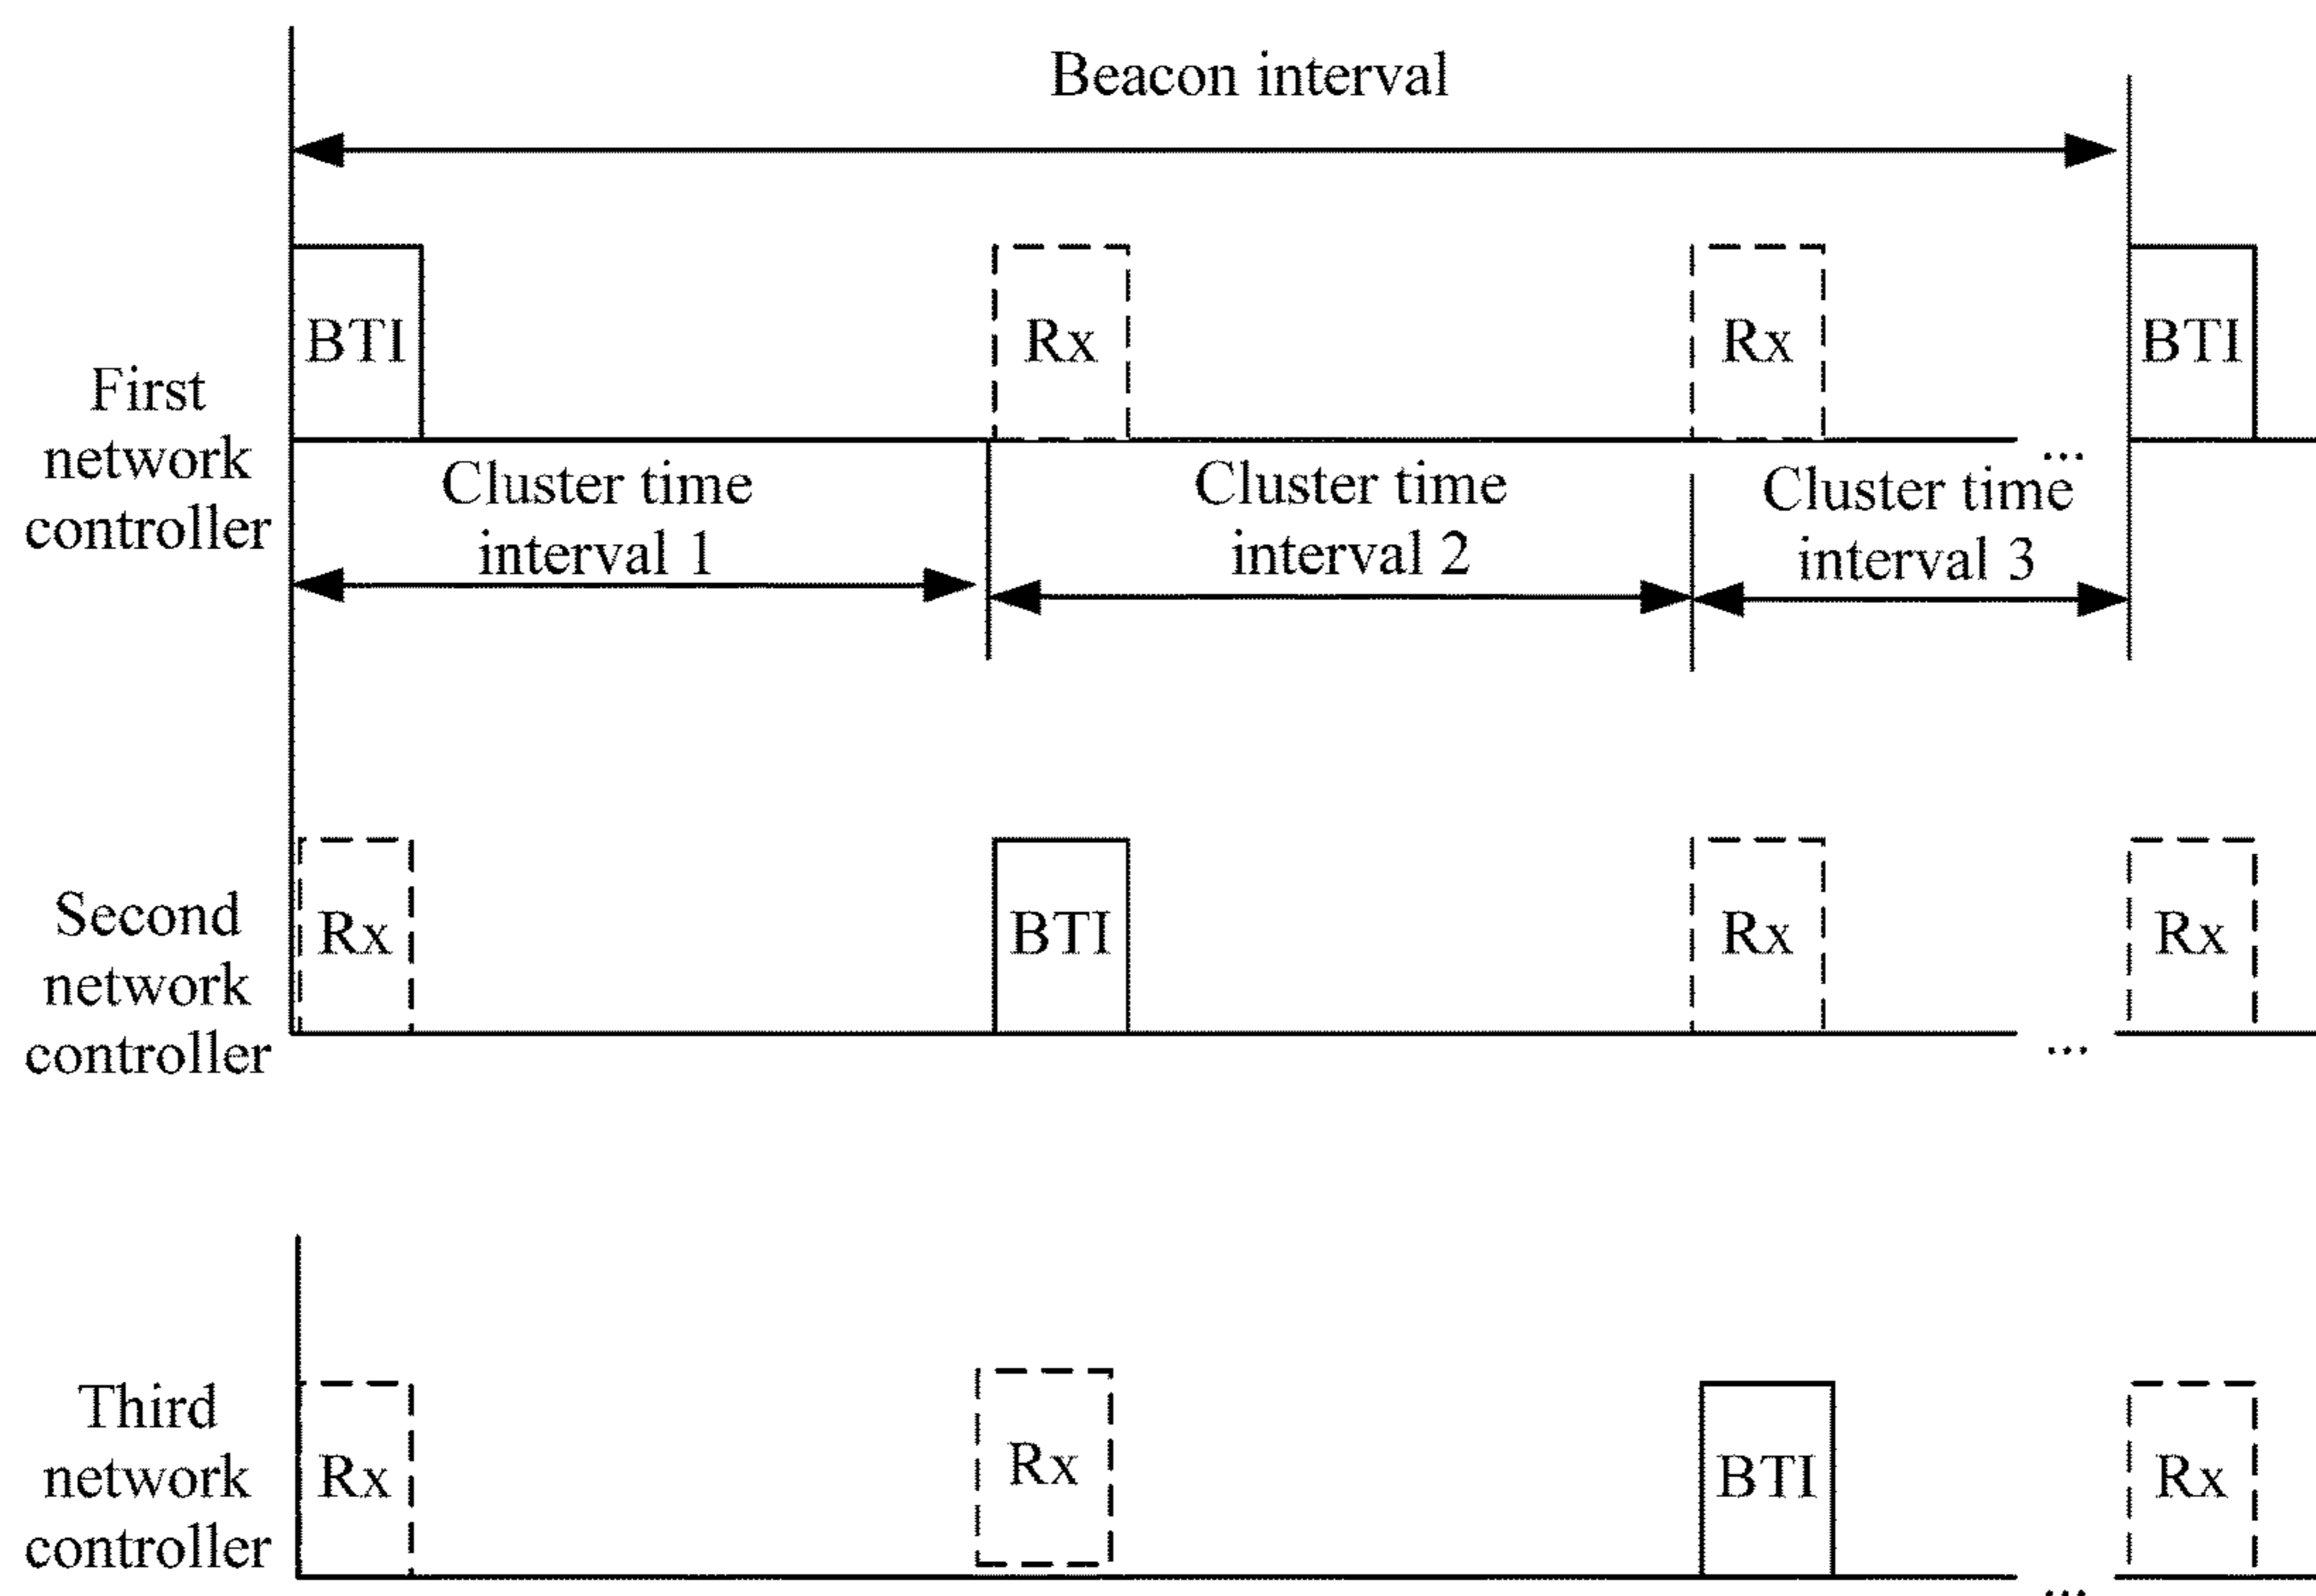 Beacon interval
BTI
Rx
Rx
BTI
First
network
controller
...
Cluster time
interval 1
Cluster time
interval 2
Cluster time
interval 3
Second
network
controller
Rx
BTI
Rx
Rx
...
Third
network
controller
Rx
Rx
BTI
Rx
...